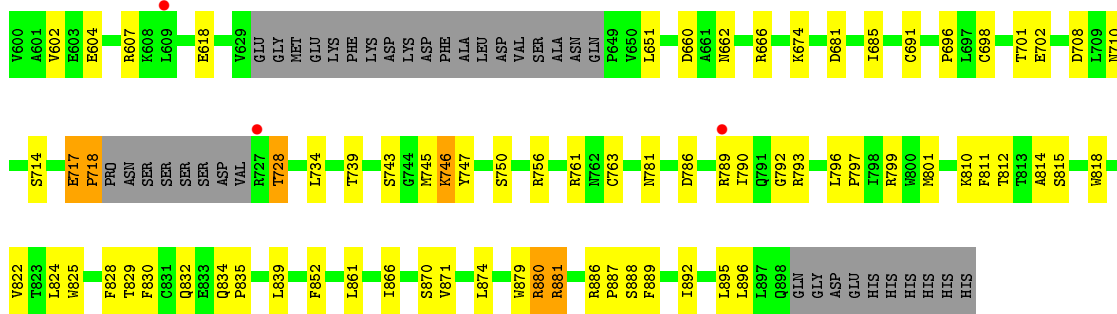 V600 A601 V602 E603 E604 R607 K608 L609 E618 V629 GLU GLY MET GLU LYS PHE LYS ASP LYS ASP PHE ALA LEU ASP VAL SER ALA ASN GLN P649 V650 L651 D660 A661 N662 R666 K674 D681 I685 C691 P696 L697 C698 T701 E702 D708 L709 N710
S714 E717 P718 PRO ASN SER SER SER SER ASP VAL R727 T728 L734 T739 S743 G744 M745 K746 Y747 S750 R756 R761 N762 C763 N781 D786 R789 I790 Q791 G792 R793 L796 P797 I798 R799 W800 M801 K810 F811 T812 T813 A814 S815 W818
V822 T823 L824 W825 F828 T829 F830 C831 Q832 E833 Q834 P835 L839 F852 L861 I866 S870 V871 L874 W879 R880 R881 R886 P887 S888 F889 I892 L895 L896 L897 Q898 GLN GLY ASP GLU HIS HIS HIS HIS HIS HIS